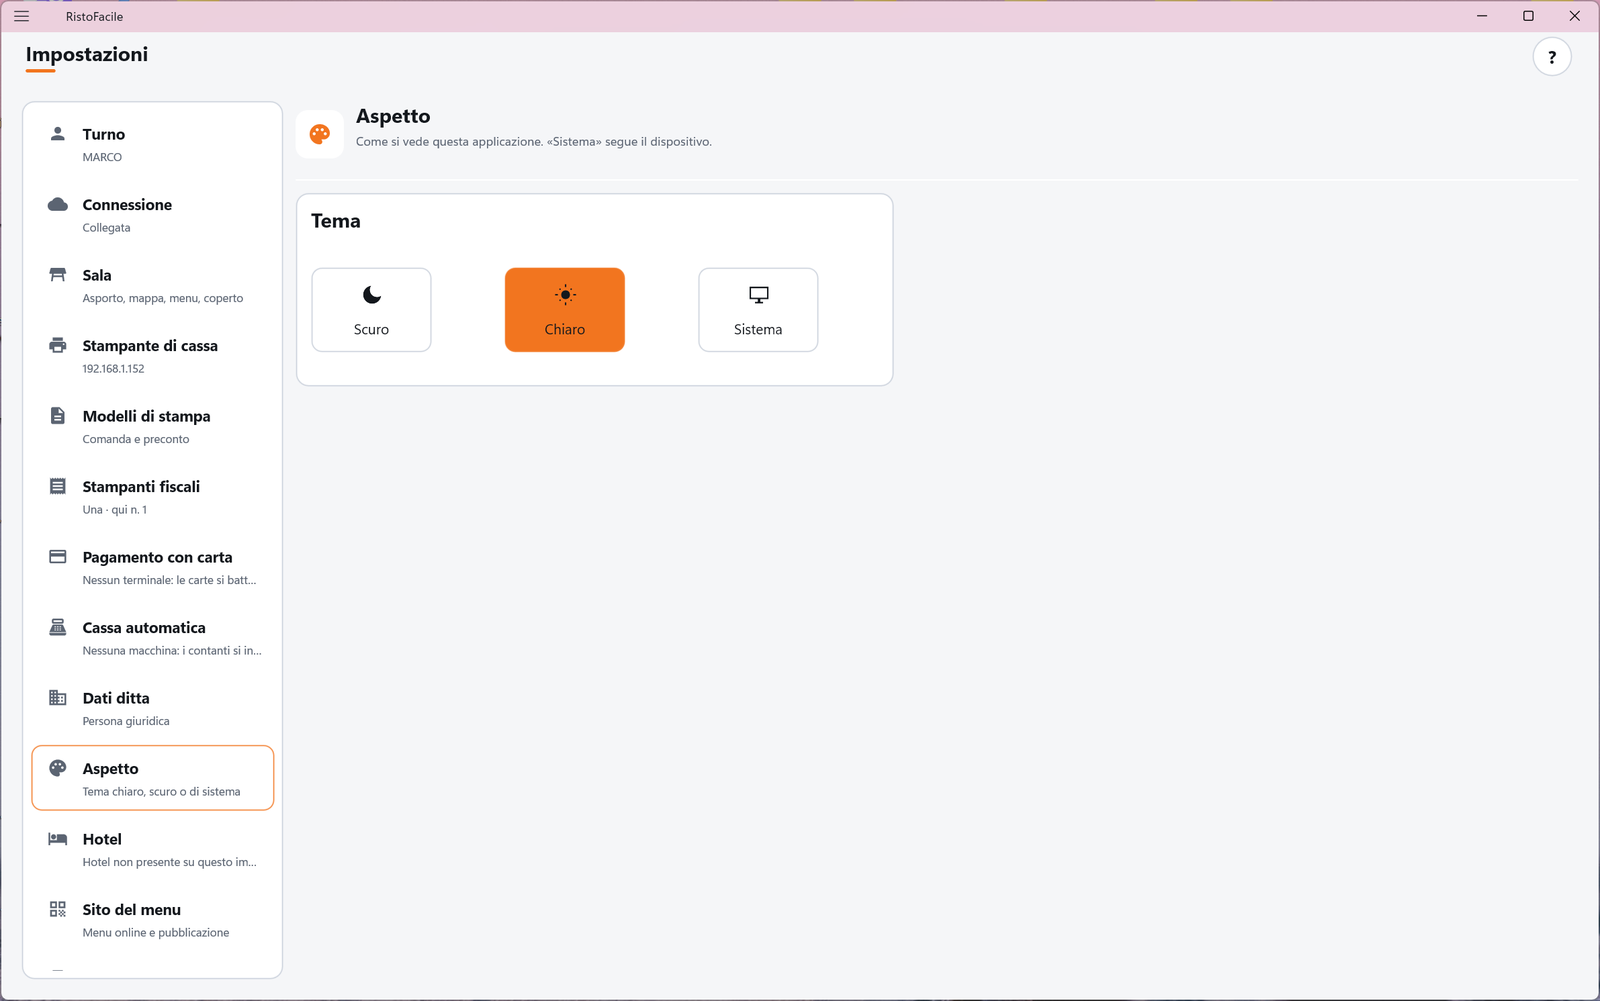 RistoFacile
Impostazioni
?
Turno
MARCO
Connessione
Collegata
Sala
Asporto, mappa, menu, coperto
Stampante di cassa
192.168.1.152
Modelli di stampa
Comanda e preconto
Stampanti fiscali
Una · qui n. 1
Pagamento con carta
Nessun terminale: le carte si batt...
Cassa automatica
Nessuna macchina: i contanti si in...
Dati ditta
Persona giuridica
Aspetto
Tema chiaro, scuro o di sistema
Hotel
Hotel non presente su questo im...
Sito del menu
Menu online e pubblicazione
Aspetto
Come si vede questa applicazione. «Sistema» segue il dispositivo.
Tema
Scuro
Chiaro
Sistema